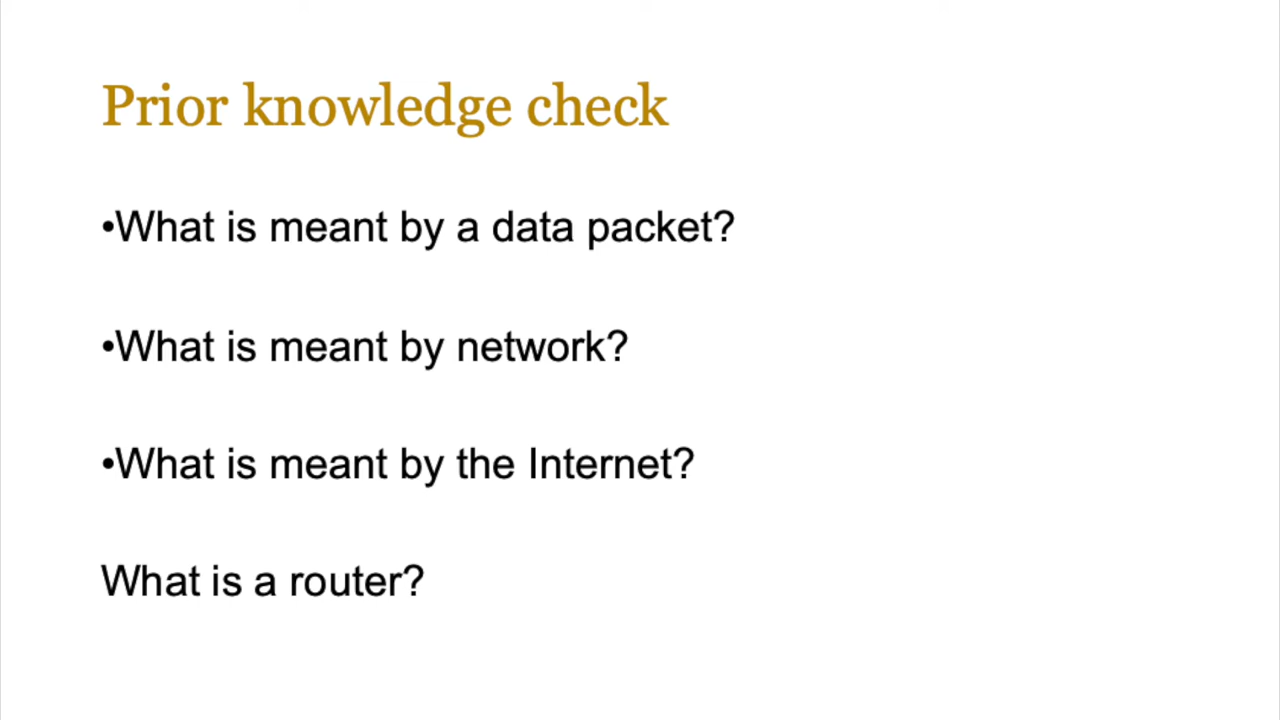 Prior knowledge check
•What is meant by a data packet?
•What is meant by network?
•What is meant by the Internet?
What is a router?